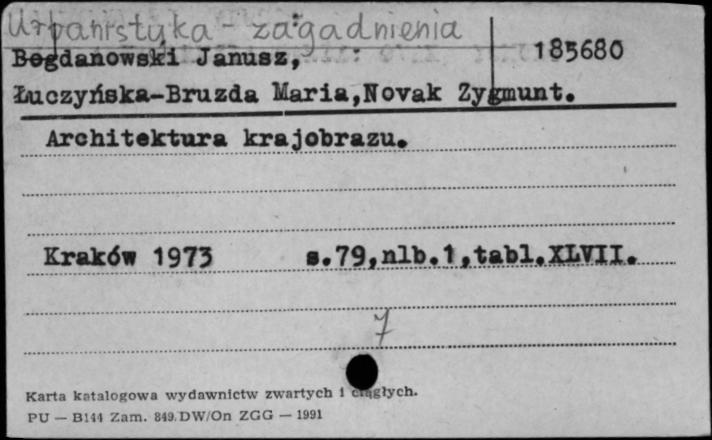 Urbanistyka - zagadnienia
Bogdanowski Janusz, 185680
Łuczyńska-Bruzda Maria,Novak Zygmunt.
Architektura krajobrazu.
Kraków 1973 s.79,nlb.1,tabl.XLVII.
7
Karta katalogowa wydawnictw zwartych i ciągłych.
PU — B144 Zam. 849.DW/On ZGG — 1991